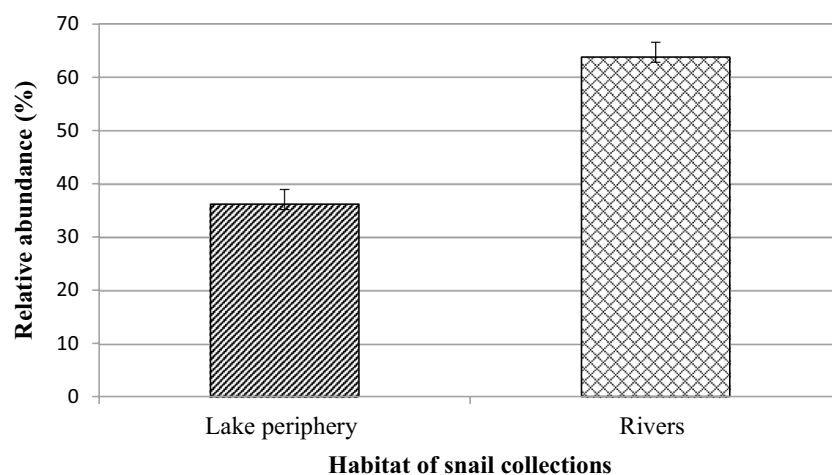 70
60
50
40
30
20
10
0
Relative abundance (%)
Lake periphery
Rivers
Habitat of snail collections